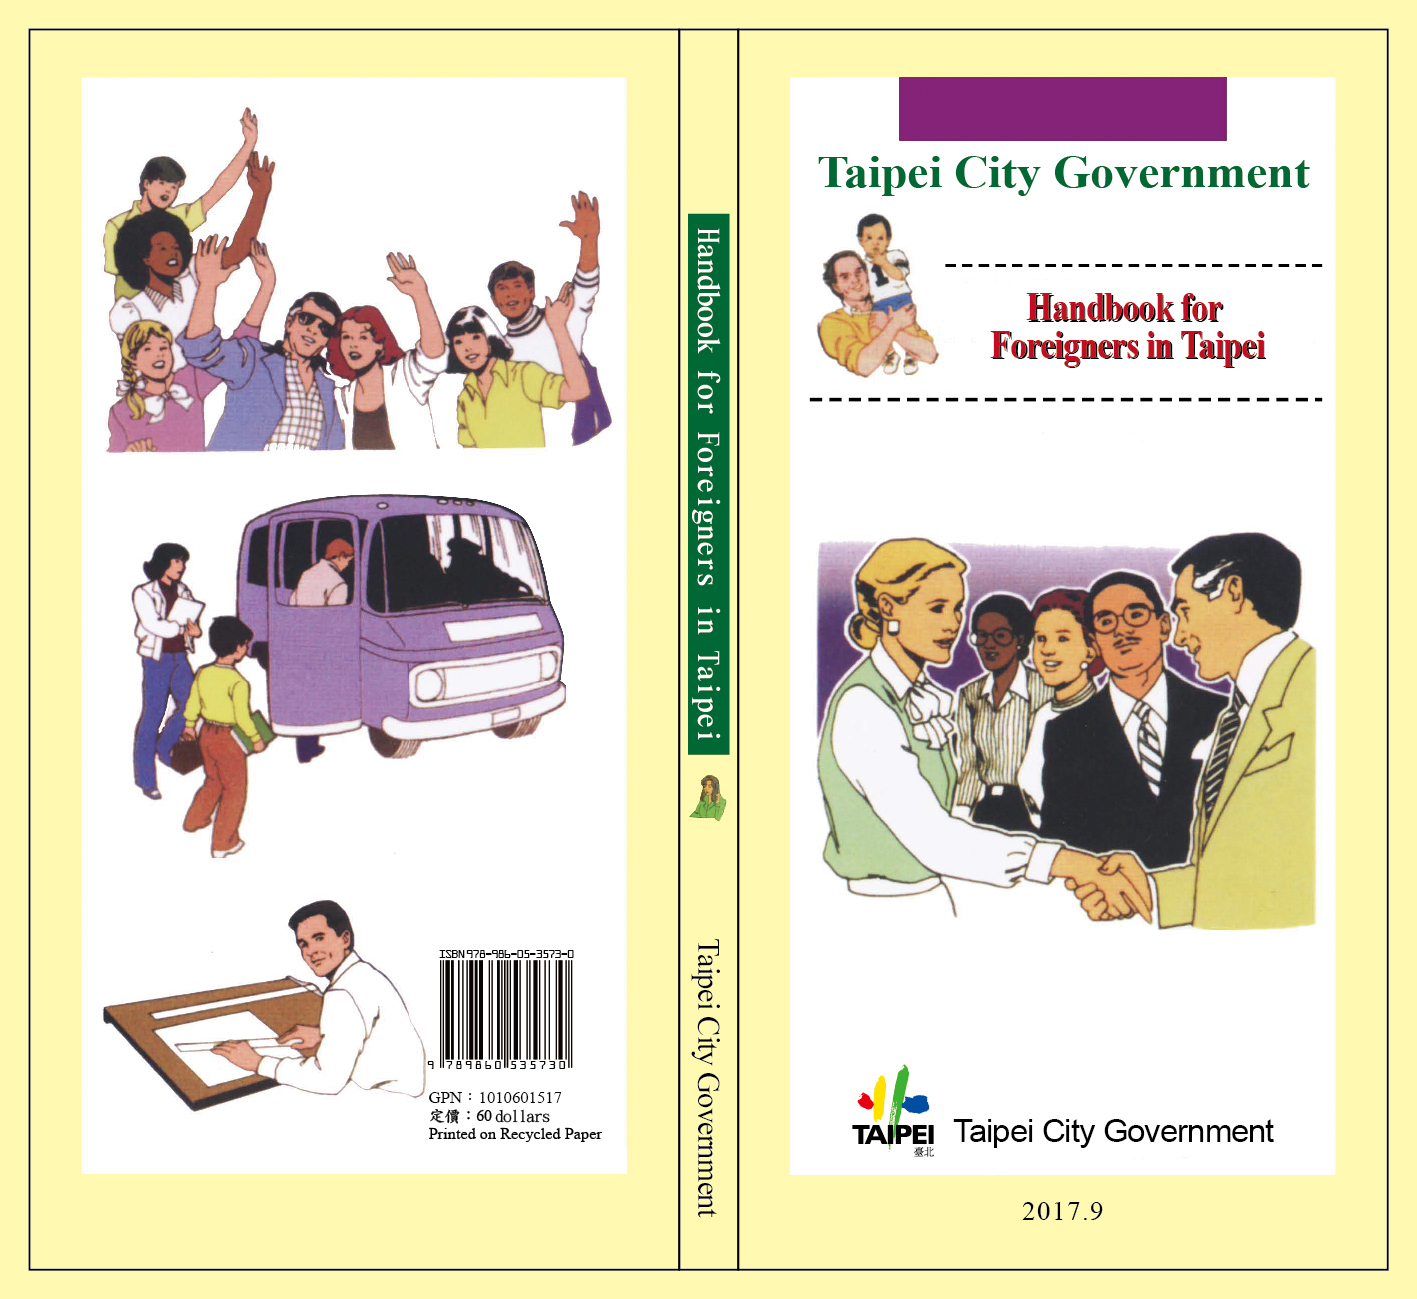 ISBN 978-986-05-3573-0
9 789860 535730
GPN：1010601517
定價：60 dollars
Printed on Recycled Paper
Handbook for Foreigners in Taipei
Taipei City Government
Taipei City Government
Handbook for
Foreigners in Taipei
TAIPEI
臺北
Taipei City Government
2017.9